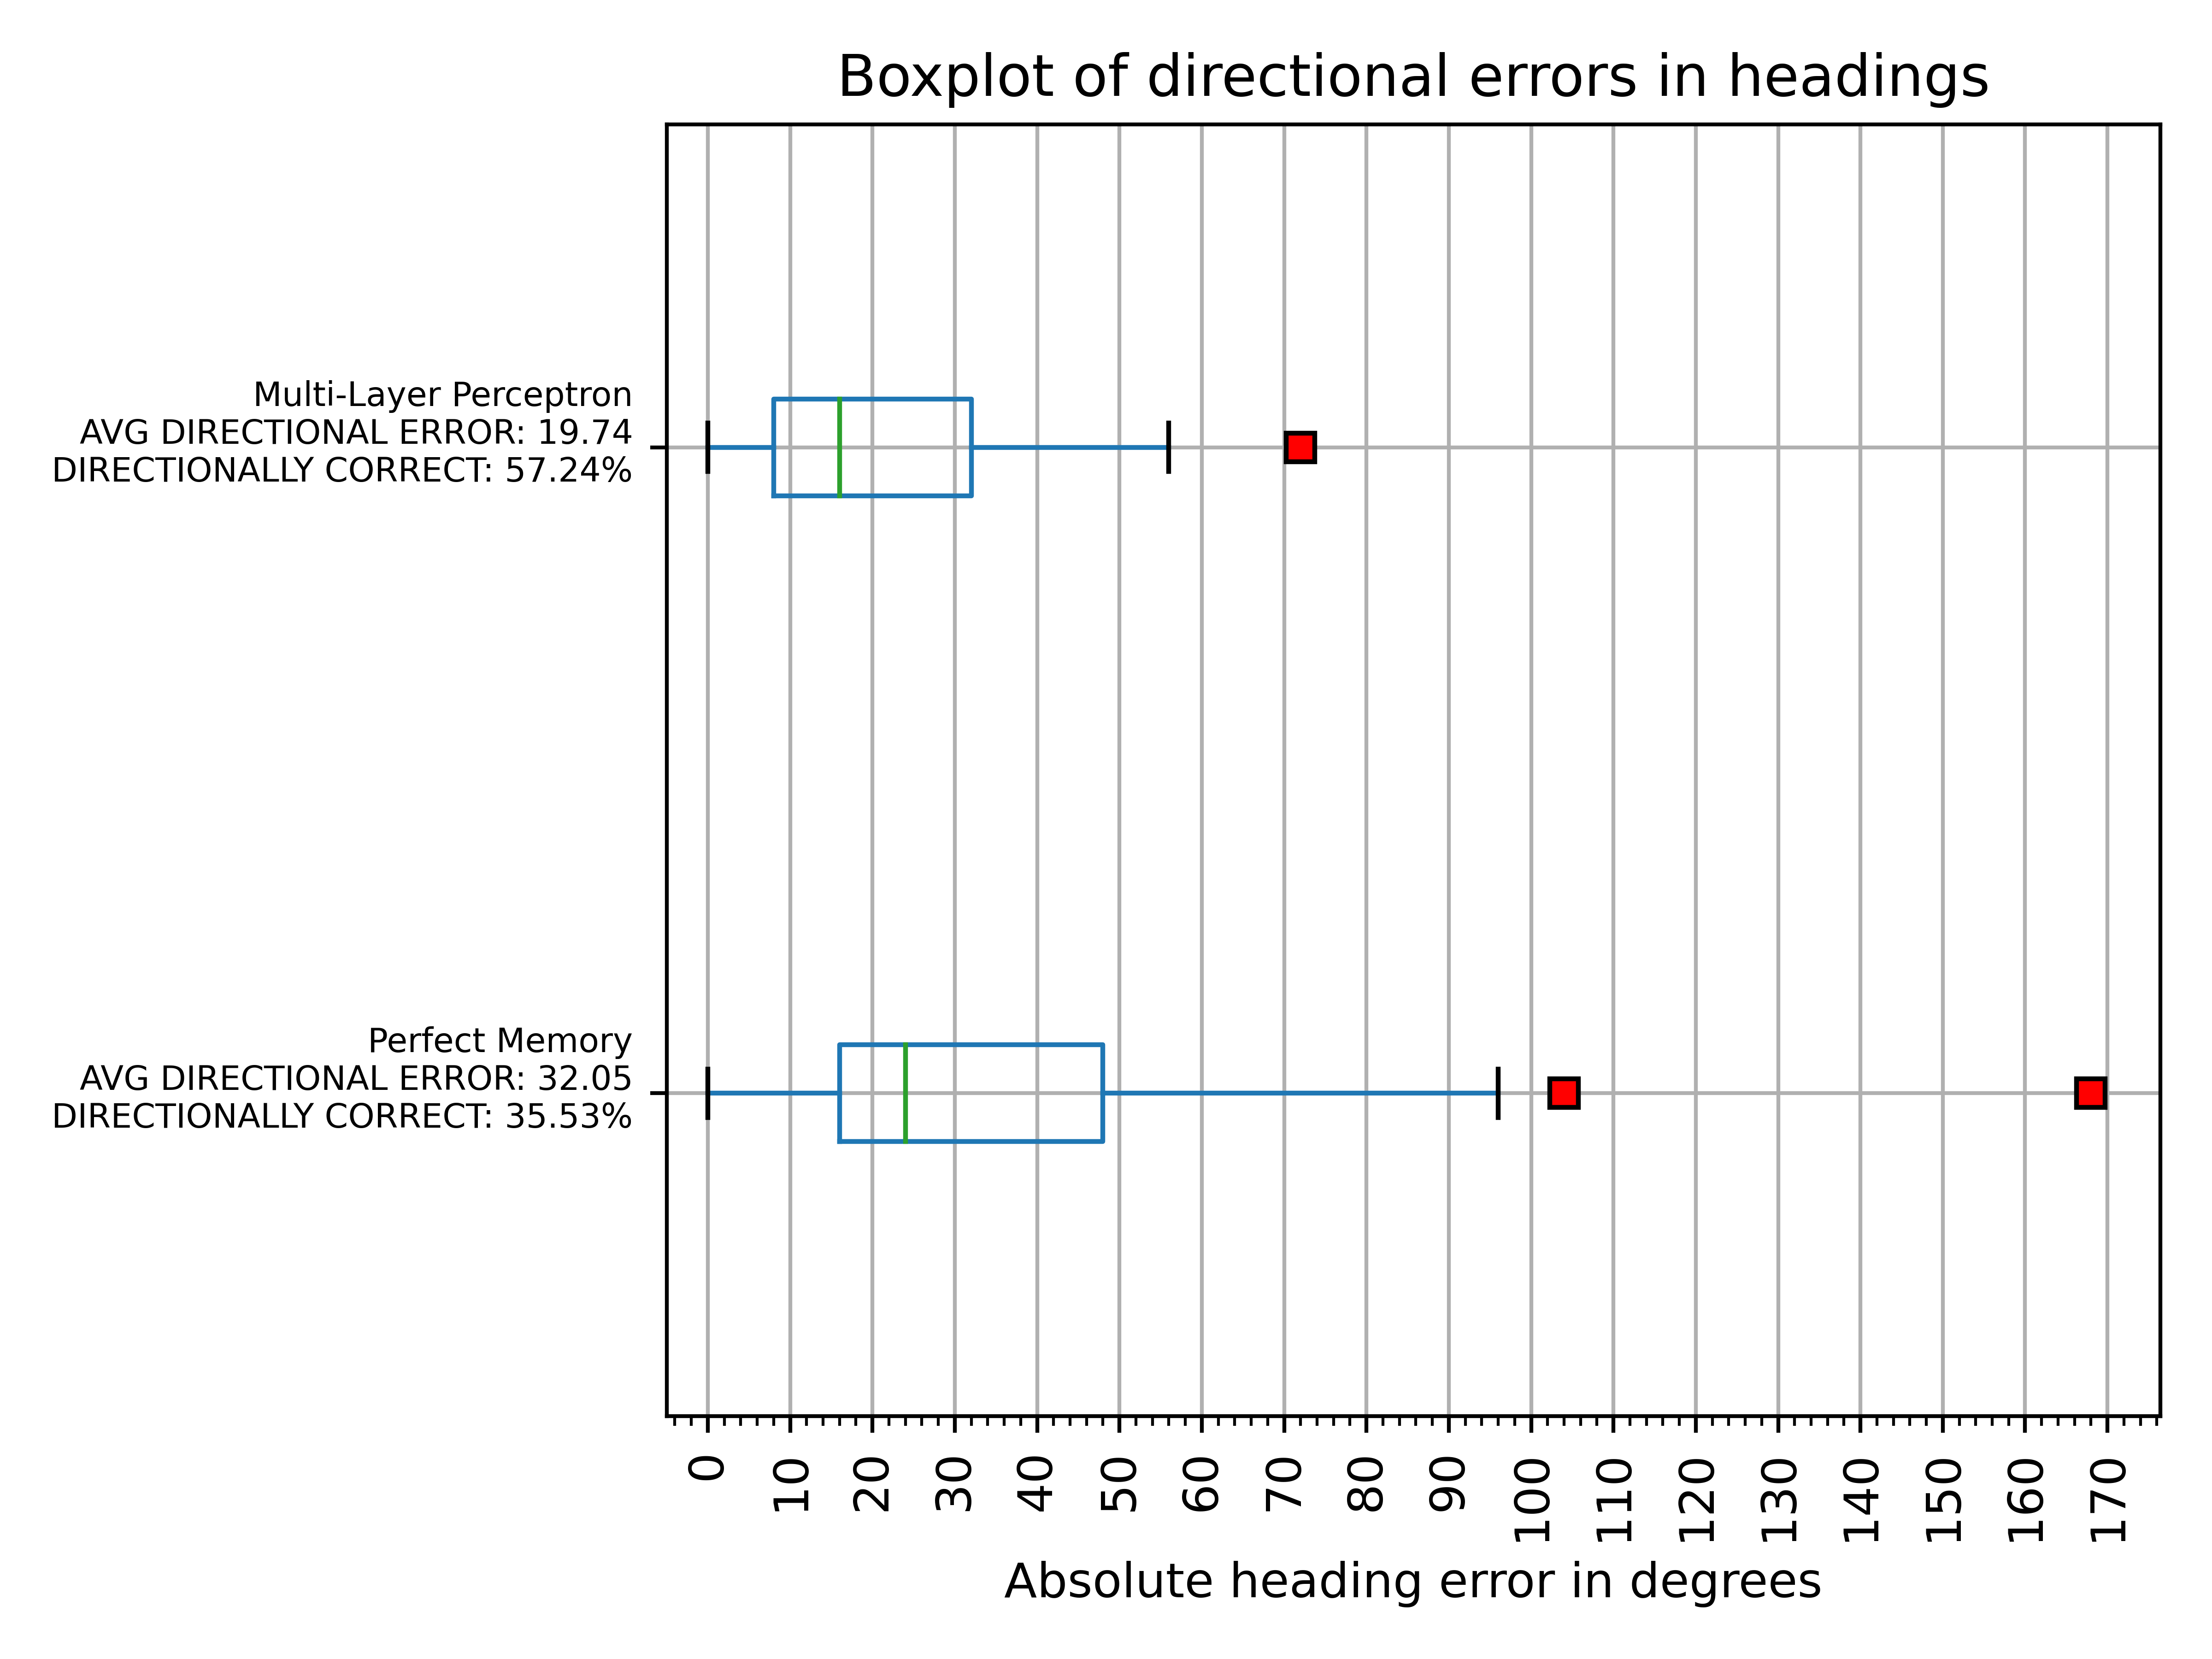 Boxplot of directional errors in headings
Multi-Layer Perceptron
AVG DIRECTIONAL ERROR: 19.74
DIRECTIONALLY CORRECT: 57.24%
Perfect Memory
AVG DIRECTIONAL ERROR: 32.05
DIRECTIONALLY CORRECT: 35.53%
0 10 20 30 40 50 60 70 80 90 100 110 120 130 140 150 160 170
Absolute heading error in degrees